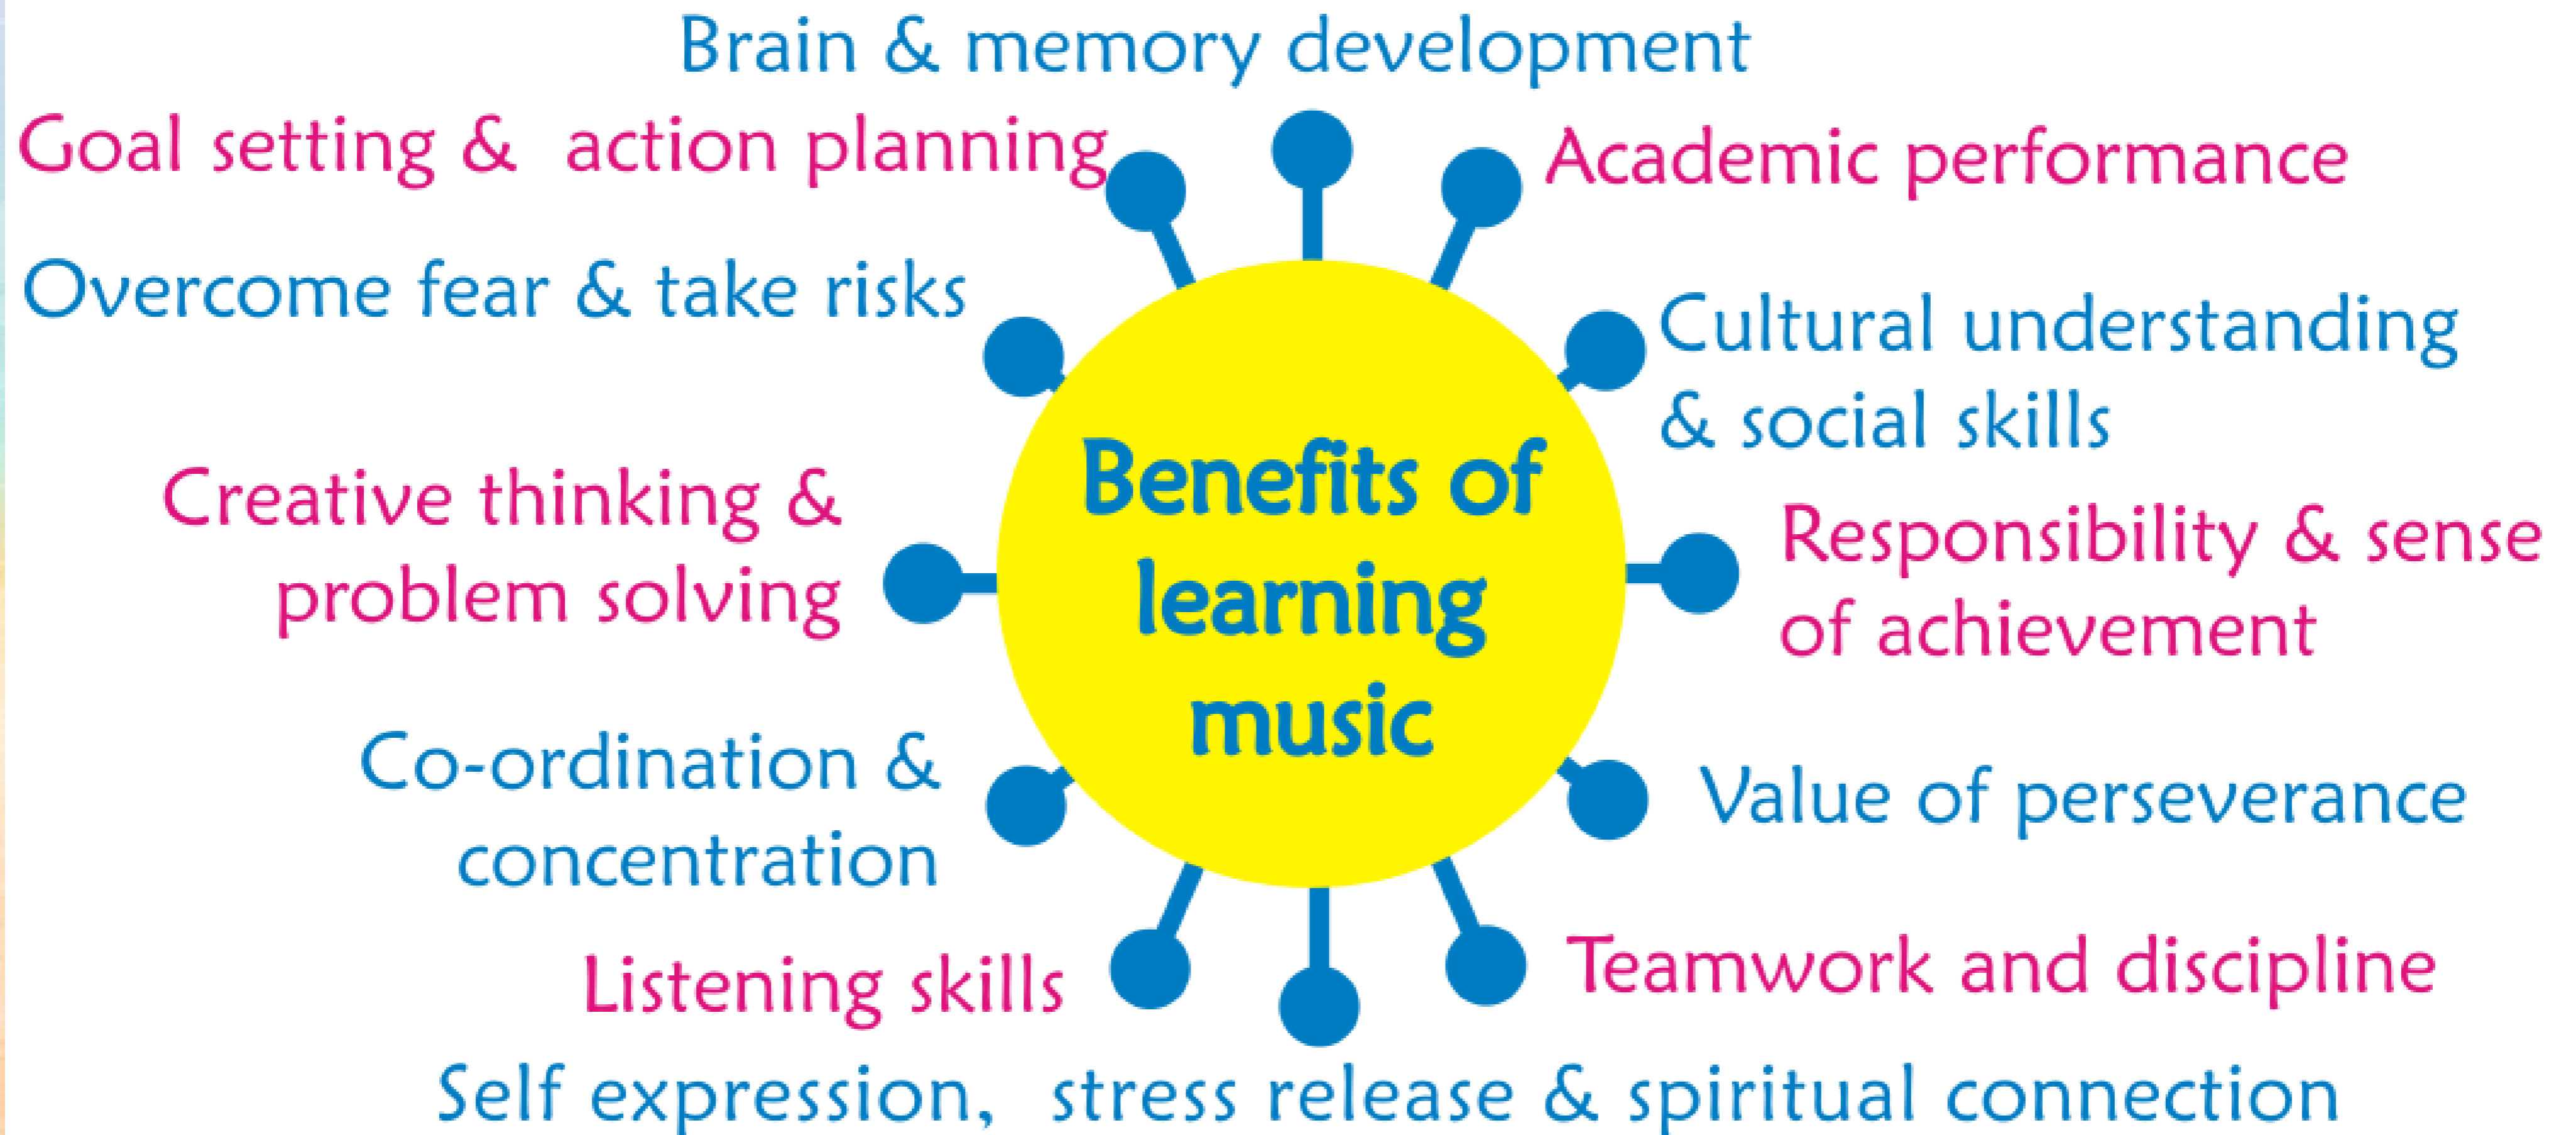 Brain & memory development
Goal setting & action planning
Academic performance
Overcome fear & take risks
Cultural understanding
& social skills
Creative thinking &
problem solving
Benefits of
learning
music
Responsibility & sense
of achievement
Co-ordination &
concentration
Value of perseverance
Listening skills
Teamwork and discipline
Self expression, stress release & spiritual connection